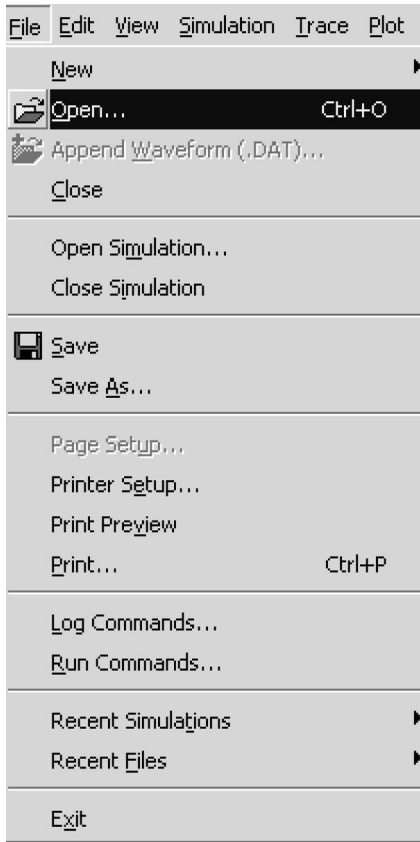 File Edit View Simulation Trace Plot
New
Open... Ctrl+O
Append Waveform (.DAT)...
Close
Open Simulation...
Close Simulation
Save
Save As...
Page Setup...
Printer Setup...
Print Preview
Print... Ctrl+P
Log Commands...
Run Commands...
Recent Simulations
Recent Files
Exit